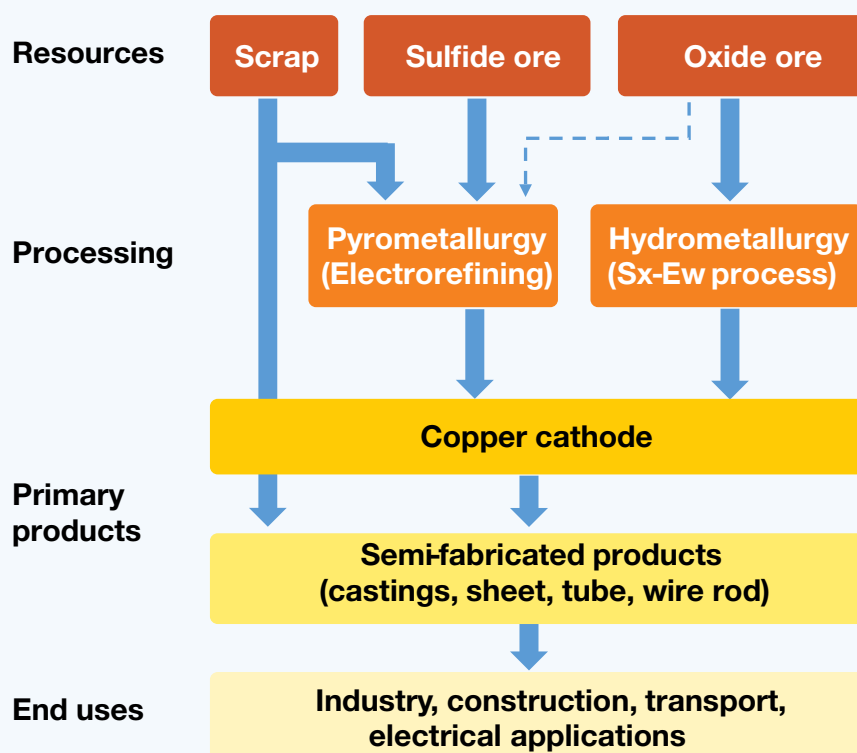 Resources
Scrap
Sulfide ore
Oxide ore
Processing
Pyrometallurgy
(Electrorefining)
Hydrometallurgy
(Sx-Ew process)
Copper cathode
Primary
products
Semi-fabricated products
(castings, sheet, tube, wire rod)
End uses
Industry, construction, transport,
electrical applications